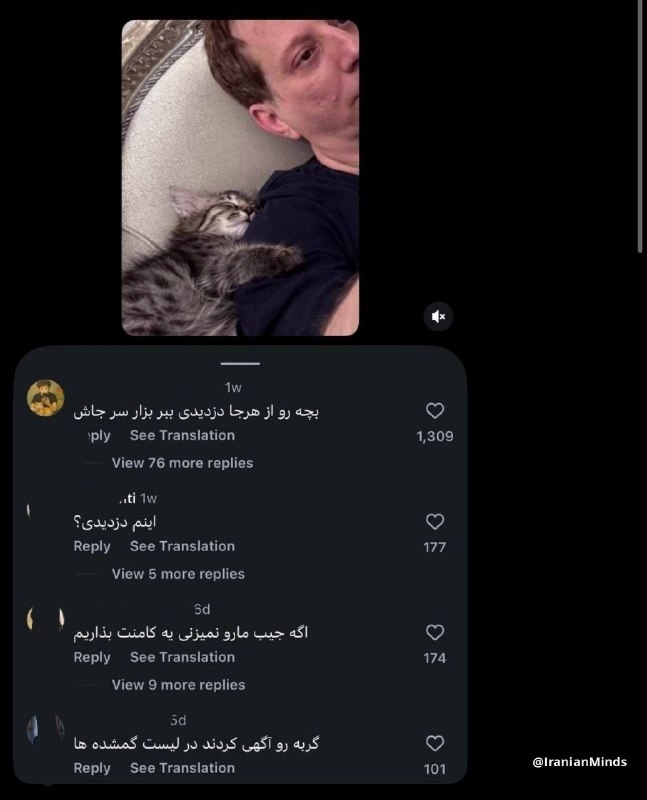 1w
بچه رو از هرجا دزدیدی ببر بزار سر جاش
ply See Translation
1,309
View 76 more replies
ti 1w
اینم دزدیدی؟
Reply See Translation
177
View 5 more replies
6d
اگه جیب مارو نمیزنی یه کامنت بذاریم
Reply See Translation
174
View 9 more replies
5d
گربه رو آگهی کردند در لیست گمشده ها
Reply See Translation
101
@IranianMinds